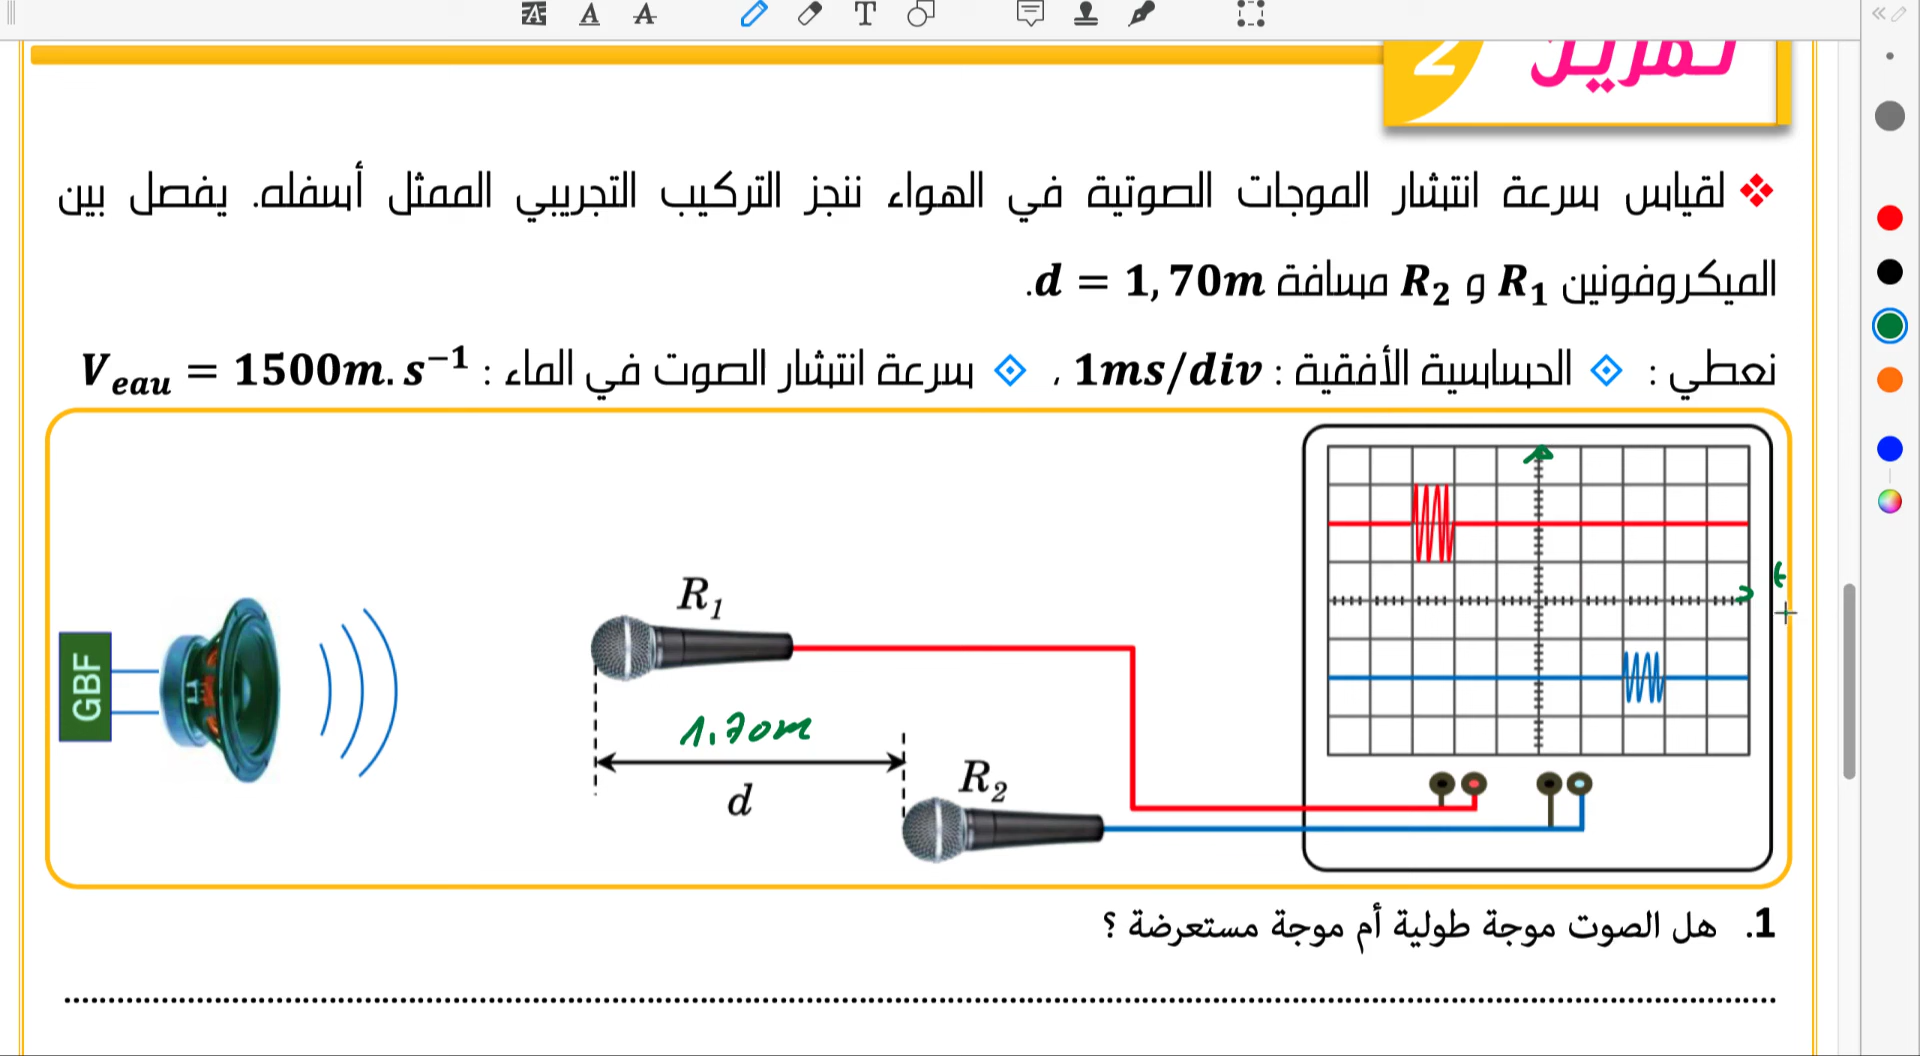 تمرين 2
❖ لقياس سرعة انتشار الموجات الصوتية في الهواء ننجز التركيب التجريبي الممثل أسفله. يفصل بين
الميكروفونين R₁ و R₂ مسافة d = 1,70m.
نعطي : الحساسية الأفقية : 1ms/div ، سرعة انتشار الصوت في الماء : V_eau = 1500m.s⁻¹
GBF
R₁
1.70m
d
R₂
t
1. هل الصوت موجة طولية أم موجة مستعرضة ؟